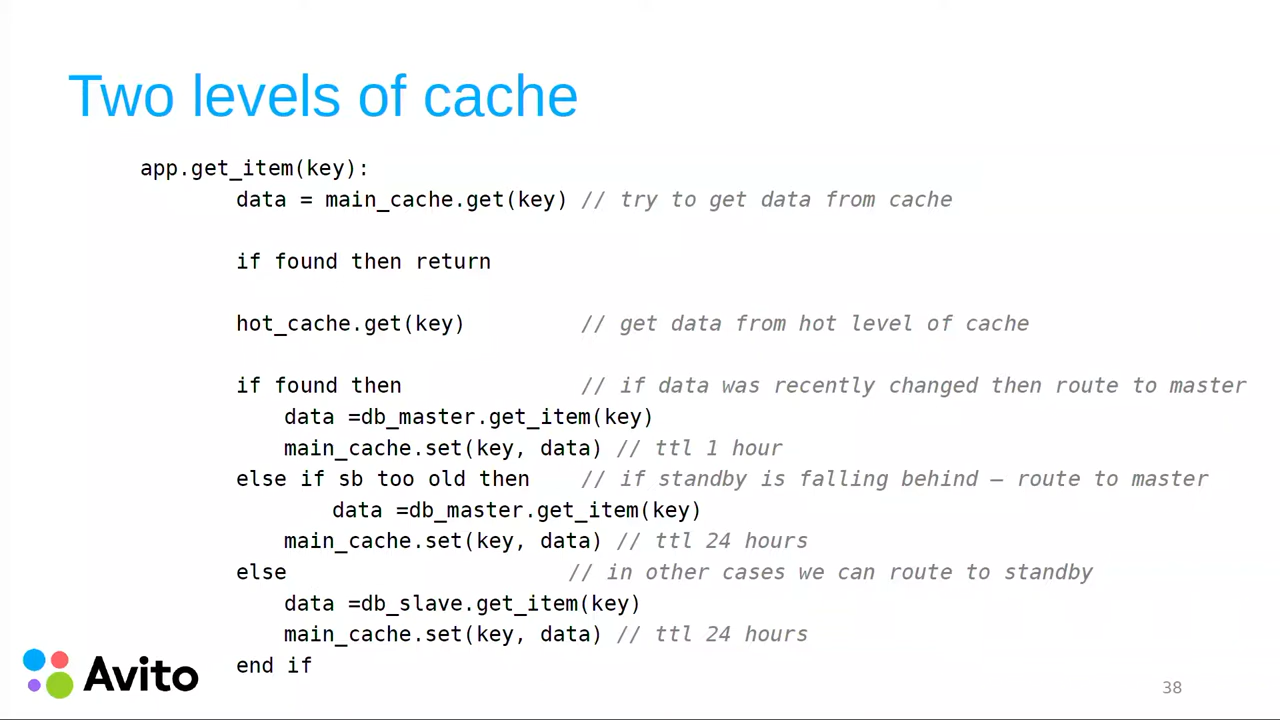 Two levels of cache
app.get_item(key):
data = main_cache.get(key) // try to get data from cache
if found then return
hot_cache.get(key) // get data from hot level of cache
if found then // if data was recently changed then route to master
data =db_master.get_item(key)
main_cache.set(key, data) // ttl 1 hour
else if sb too old then // if standby is falling behind – route to master
data =db_master.get_item(key)
main_cache.set(key, data) // ttl 24 hours
else // in other cases we can route to standby
data =db_slave.get_item(key)
main_cache.set(key, data) // ttl 24 hours
end if
Avito
38